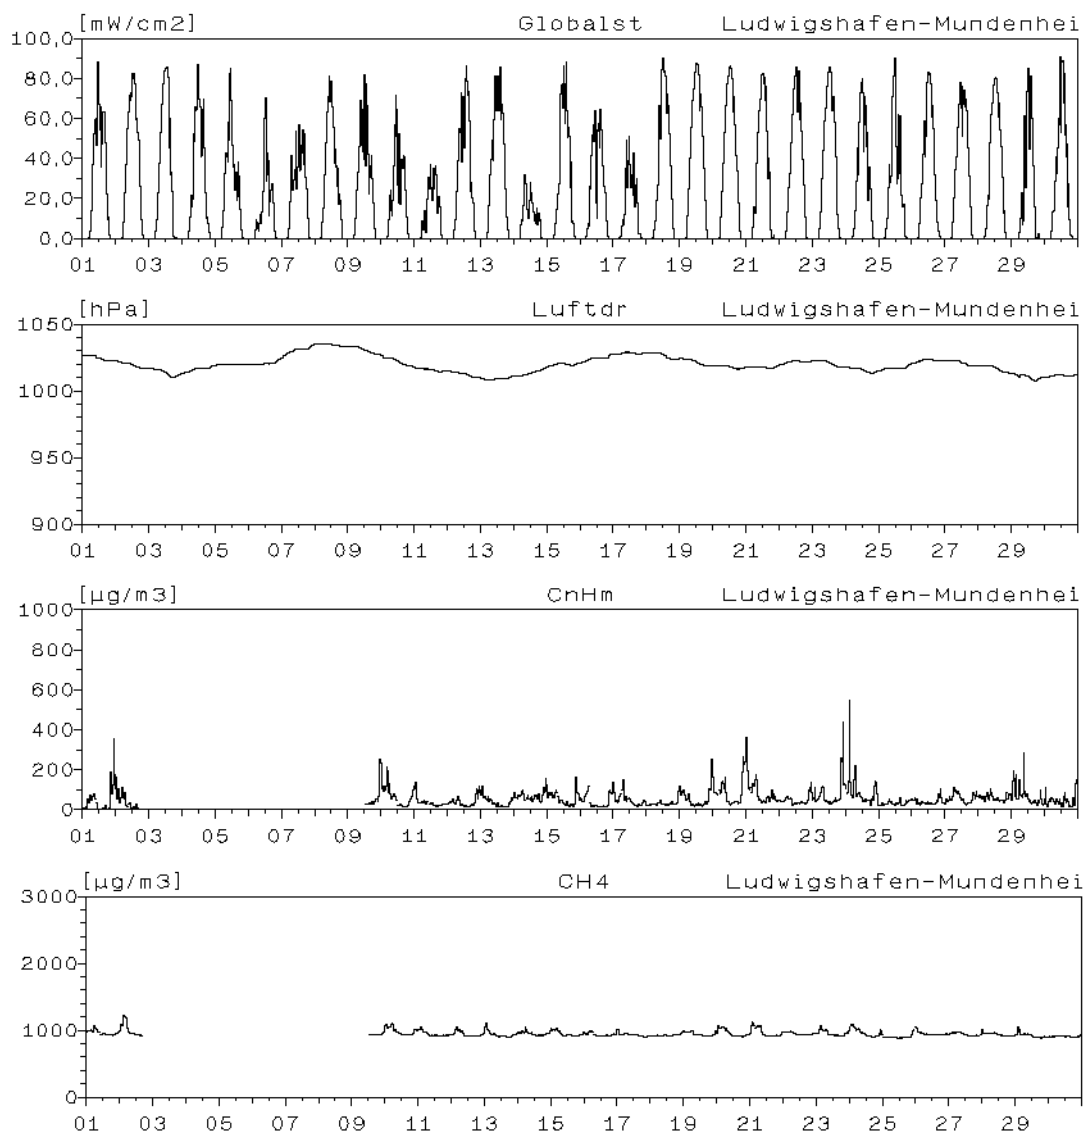 [mW/cm2] Globalst Ludwigshafen-Mundenhei
100,0
80,0
60,0
40,0
20,0
0,0
01 03 05 07 09 11 13 15 17 19 21 23 25 27 29
[hPa] Luftdr Ludwigshafen-Mundenhei
1050
1000
950
900
01 03 05 07 09 11 13 15 17 19 21 23 25 27 29
[µg/m3] CnHm Ludwigshafen-Mundenhei
1000
800
600
400
200
0
01 03 05 07 09 11 13 15 17 19 21 23 25 27 29
[µg/m3] CH4 Ludwigshafen-Mundenhei
3000
2000
1000
0
01 03 05 07 09 11 13 15 17 19 21 23 25 27 29